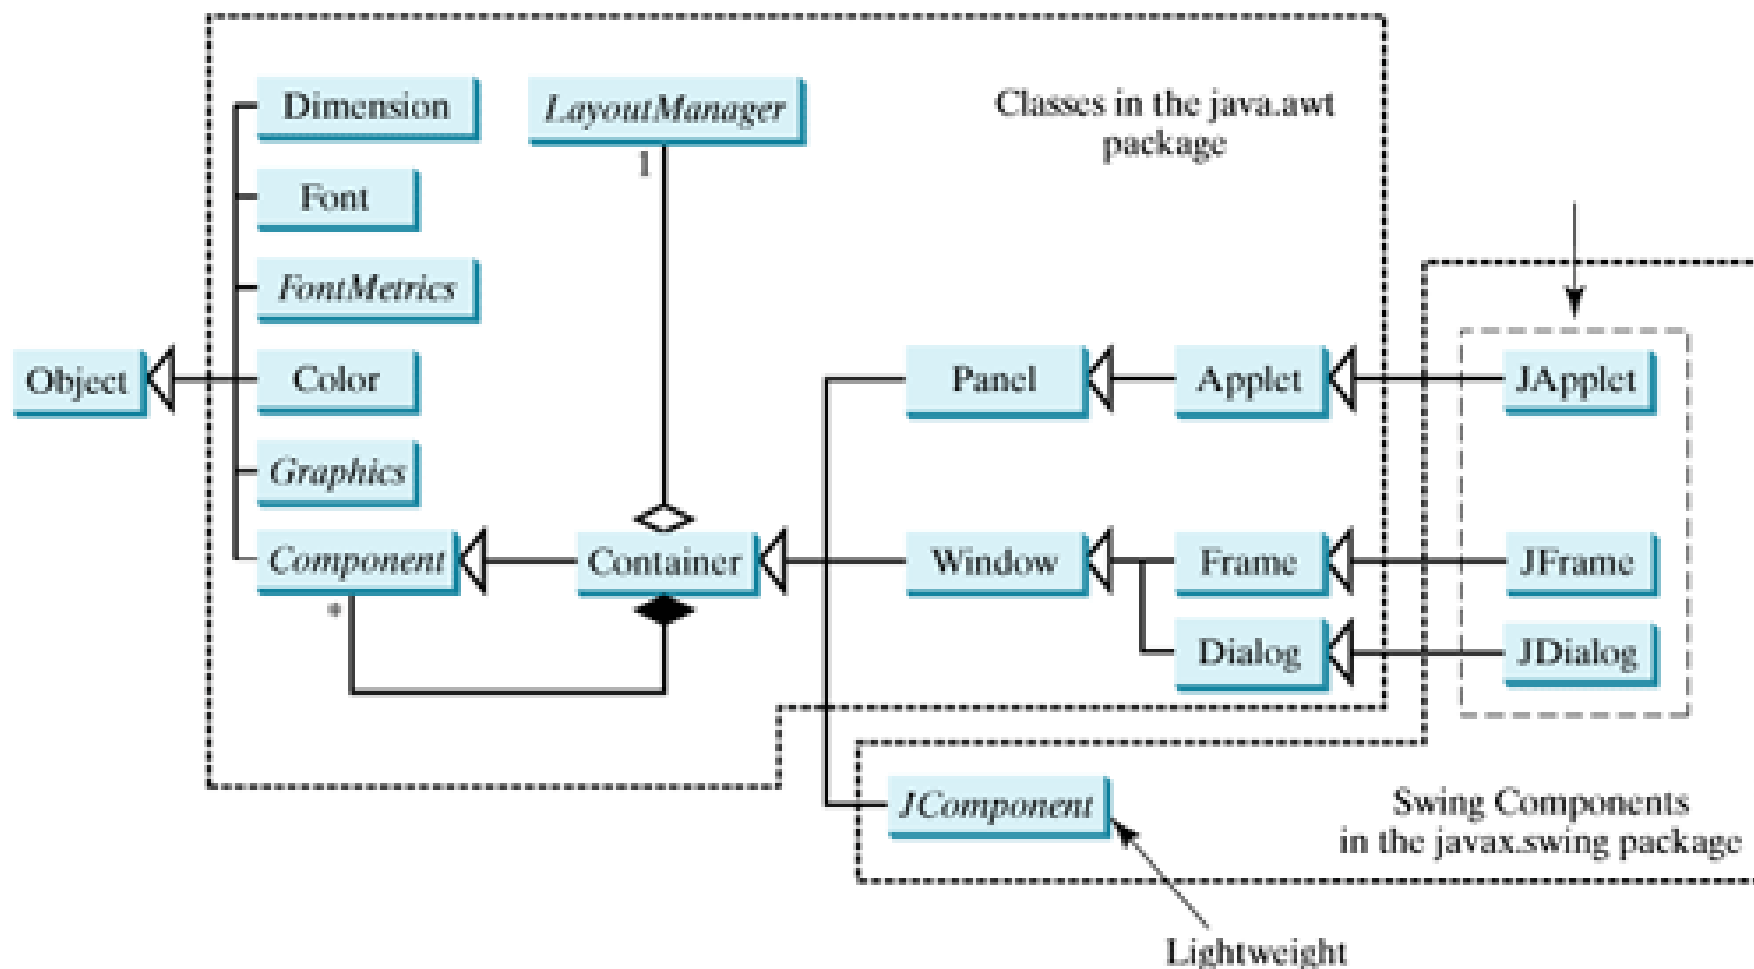 Dimension
LayoutManager
Classes in the java.awt
package
1
Font
FontMetrics
Object
Color
Panel
Applet
JApplet
Graphics
Component
Container
Window
Frame
JFrame
*
Dialog
JDialog
JComponent
Swing Components
in the javax.swing package
Lightweight